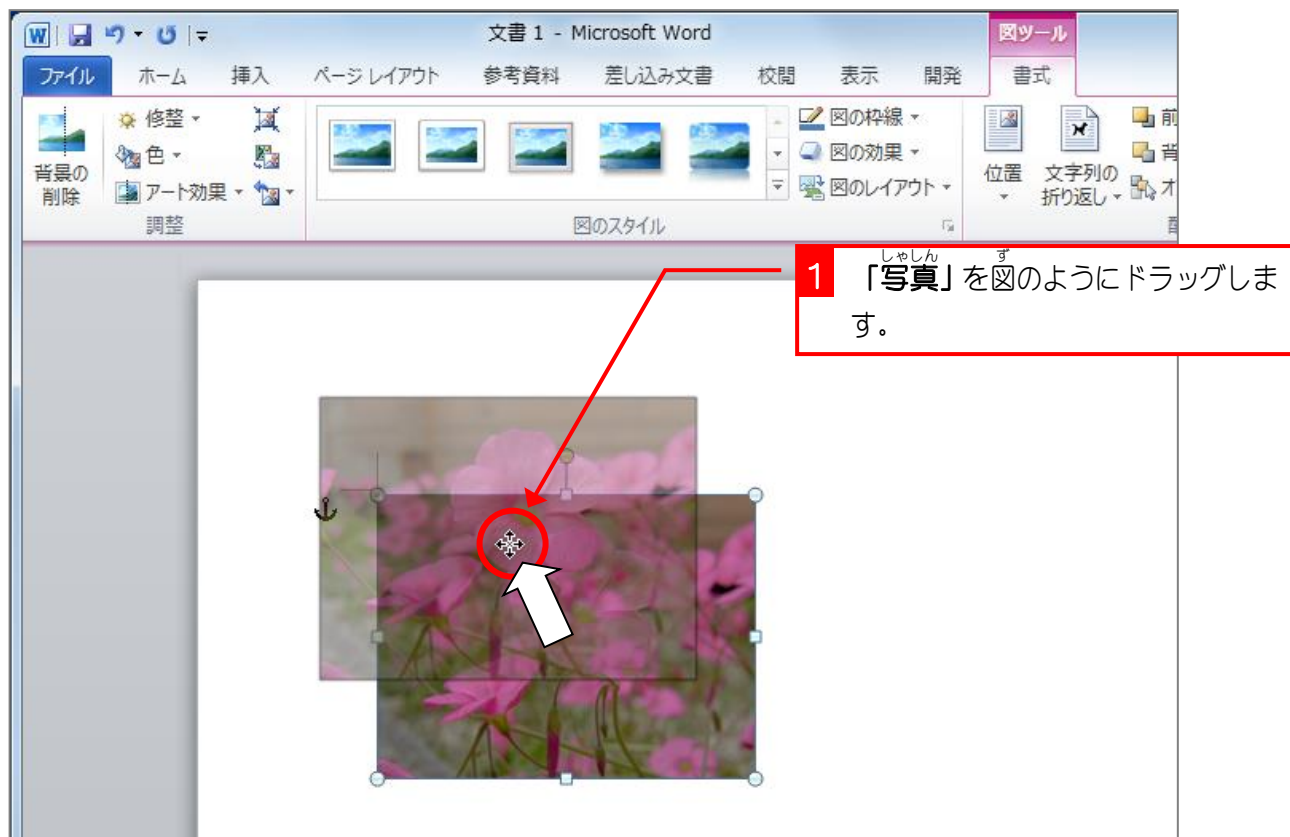 文書 1 - Microsoft Word
図ツール
ファイル ホーム 挿入 ページ レイアウト 参考資料 差し込み文書 校閲 表示 開発 書式
修整
色
アート効果
背景の
削除
調整
図の枠線
図の効果
図のレイアウト
図のスタイル
位置
文字列の
折り返し
前
背
オ
しゃしん ず
1 「写真」を図のようにドラッグしま
す。